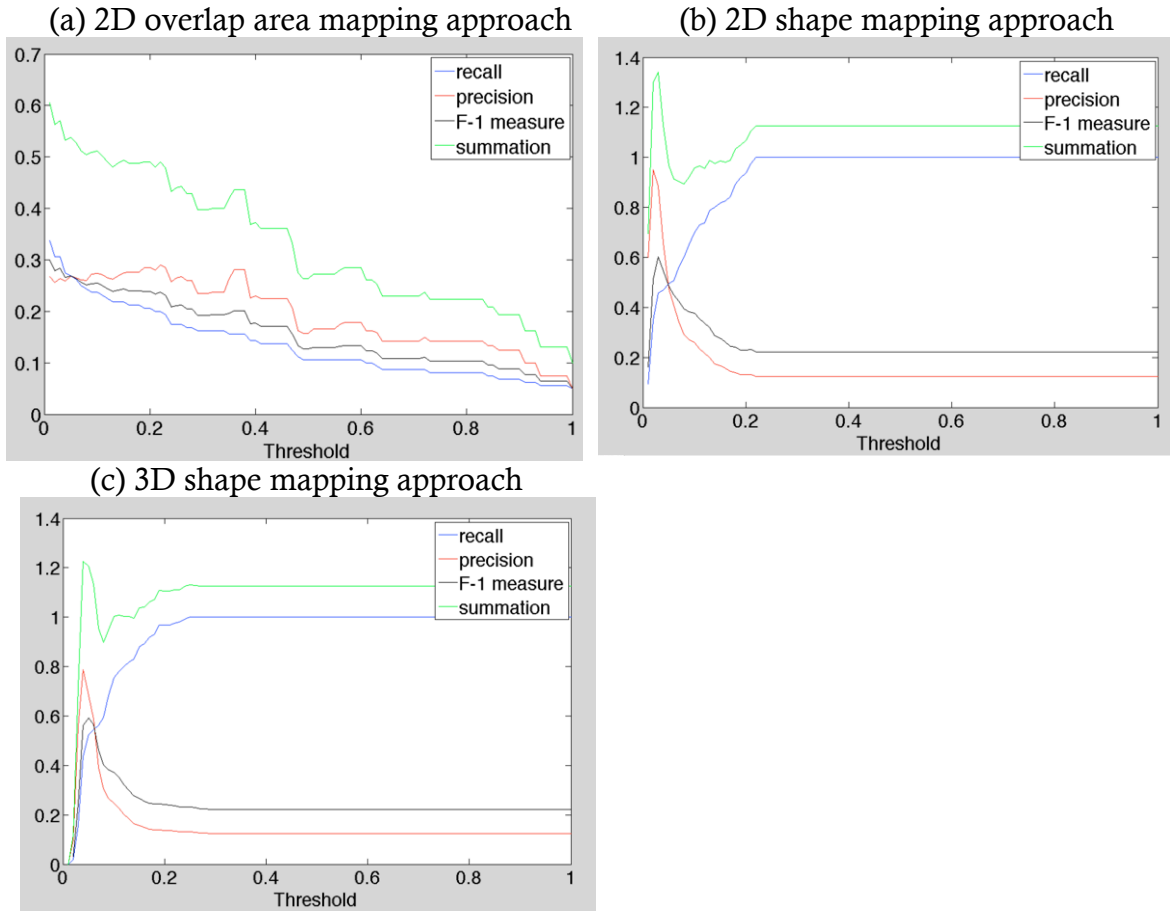 (a) 2D overlap area mapping approach
0.7
0.6
0.5
0.4
0.3
0.2
0.1
0
0
0.2
0.4
0.6
0.8
1
Threshold
recall
precision
F-1 measure
summation
(b) 2D shape mapping approach
1.4
1.2
1
0.8
0.6
0.4
0.2
0
0
0.2
0.4
0.6
0.8
1
Threshold
recall
precision
F-1 measure
summation
(c) 3D shape mapping approach
1.4
1.2
1
0.8
0.6
0.4
0.2
0
0
0.2
0.4
0.6
0.8
1
Threshold
recall
precision
F-1 measure
summation